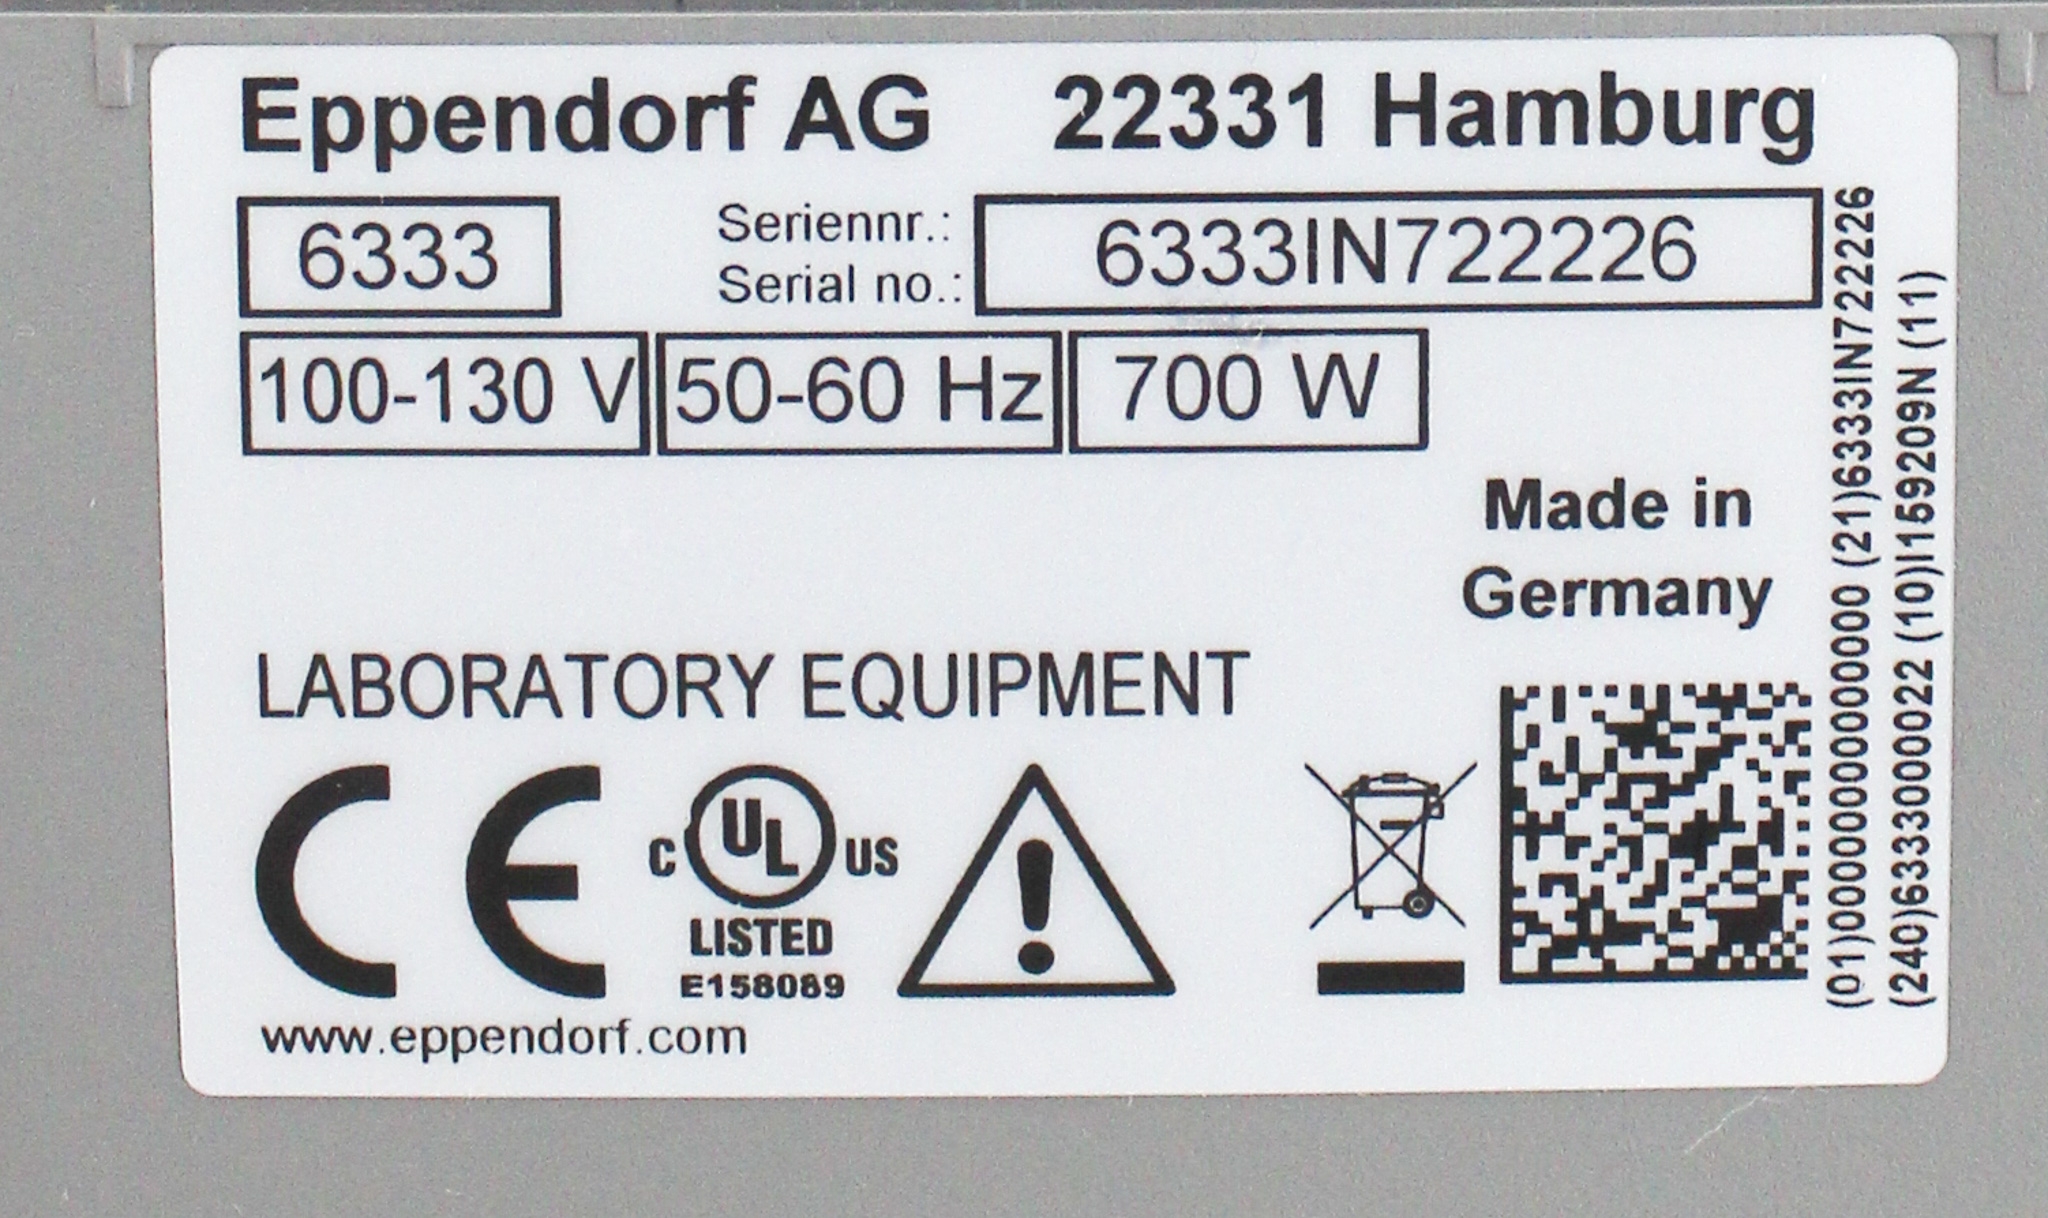 Eppendorf AG 22331 Hamburg
6333 Seriennr.: 6333IN722226
Serial no.:
100-130 V 50-60 Hz 700 W
Made in
Germany
LABORATORY EQUIPMENT
CE
C UL US
LISTED
E158089
www.eppendorf.com
(01)00000000000000 (21)6333IN722226
(240)6333000022 (10)I159209N (11)